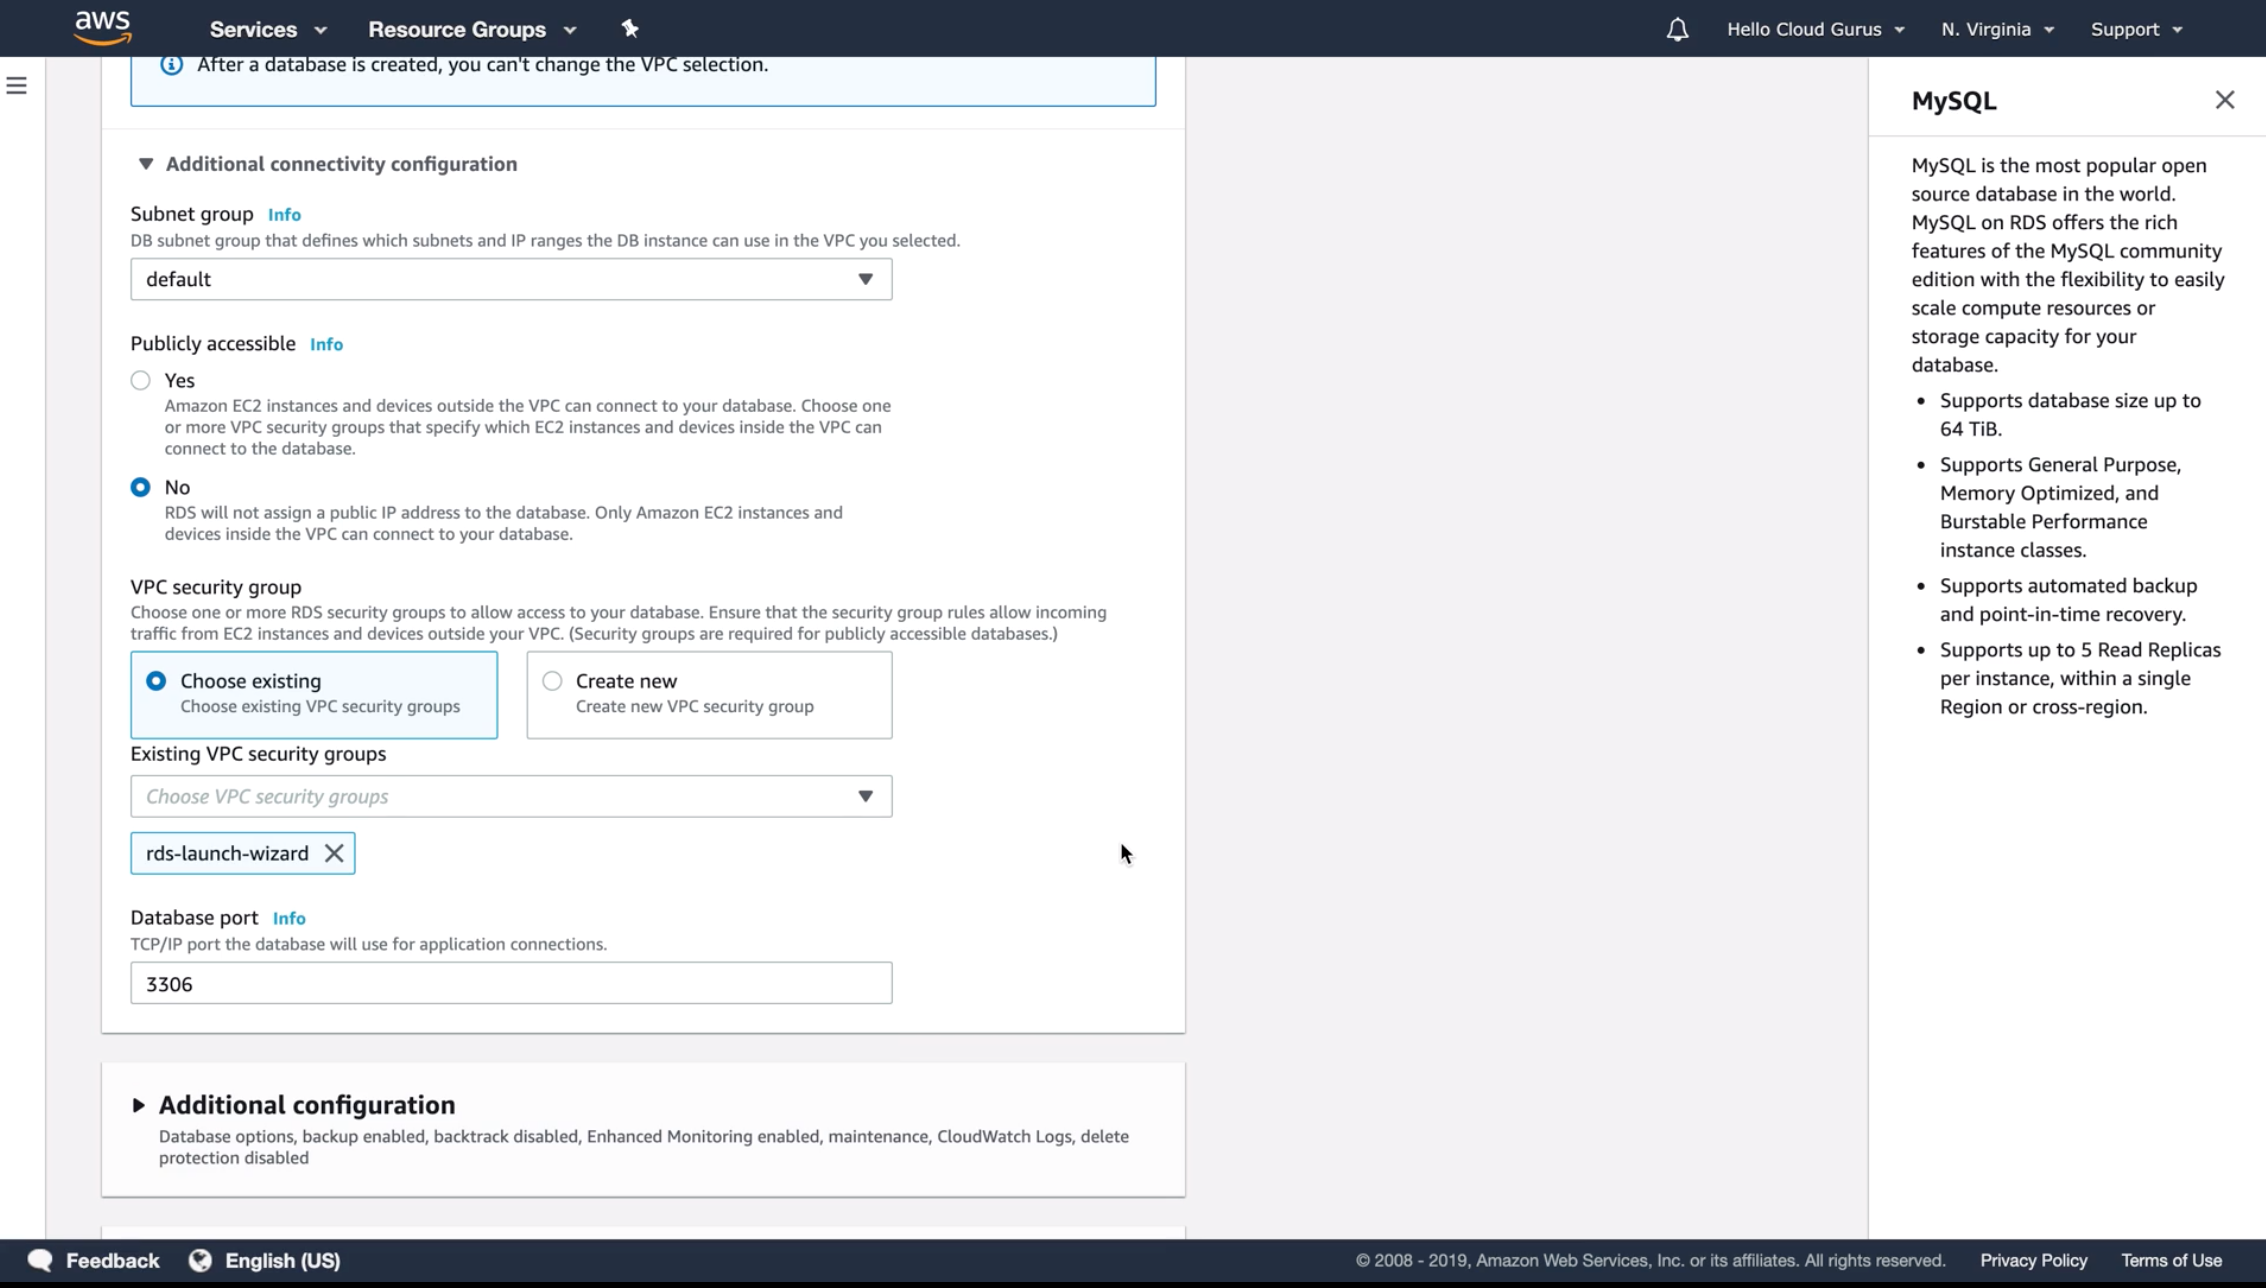 aws
Services
Resource Groups
Hello Cloud Gurus
N. Virginia
Support
After a database is created, you can't change the VPC selection.
Additional connectivity configuration
Subnet group Info
DB subnet group that defines which subnets and IP ranges the DB instance can use in the VPC you selected.
default
Publicly accessible Info
Yes
Amazon EC2 instances and devices outside the VPC can connect to your database. Choose one
or more VPC security groups that specify which EC2 instances and devices inside the VPC can
connect to the database.
No
RDS will not assign a public IP address to the database. Only Amazon EC2 instances and
devices inside the VPC can connect to your database.
VPC security group
Choose one or more RDS security groups to allow access to your database. Ensure that the security group rules allow incoming
traffic from EC2 instances and devices outside your VPC. (Security groups are required for publicly accessible databases.)
Choose existing
Choose existing VPC security groups
Create new
Create new VPC security group
Existing VPC security groups
Choose VPC security groups
rds-launch-wizard
Database port Info
TCP/IP port the database will use for application connections.
3306
Additional configuration
Database options, backup enabled, backtrack disabled, Enhanced Monitoring enabled, maintenance, CloudWatch Logs, delete
protection disabled
MySQL
MySQL is the most popular open
source database in the world.
MySQL on RDS offers the rich
features of the MySQL community
edition with the flexibility to easily
scale compute resources or
storage capacity for your
database.
• Supports database size up to
64 TiB.
• Supports General Purpose,
Memory Optimized, and
Burstable Performance
instance classes.
• Supports automated backup
and point-in-time recovery.
• Supports up to 5 Read Replicas
per instance, within a single
Region or cross-region.
Feedback
English (US)
© 2008 - 2019, Amazon Web Services, Inc. or its affiliates. All rights reserved.
Privacy Policy
Terms of Use